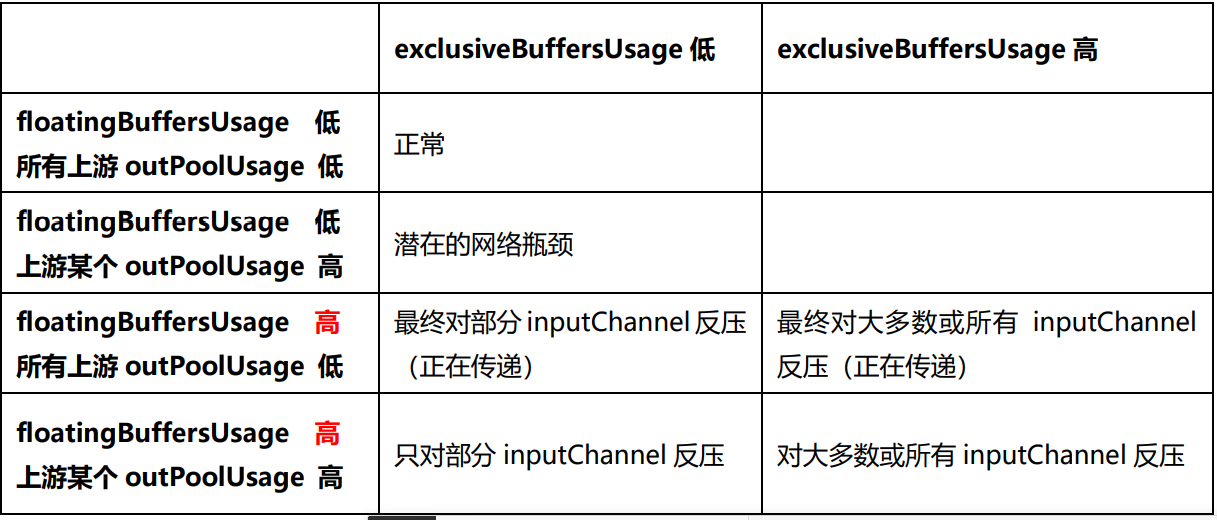 exclusiveBuffersUsage 低
exclusiveBuffersUsage 高
floatingBuffersUsage 低
所有上游 outPoolUsage 低
正常
floatingBuffersUsage 低
上游某个 outPoolUsage 高
潜在的网络瓶颈
floatingBuffersUsage 高
所有上游 outPoolUsage 低
最终对部分 inputChannel 反压
（正在传递）
最终对大多数或所有 inputChannel
反压（正在传递）
floatingBuffersUsage 高
上游某个 outPoolUsage 高
只对部分 inputChannel 反压
对大多数或所有 inputChannel 反压